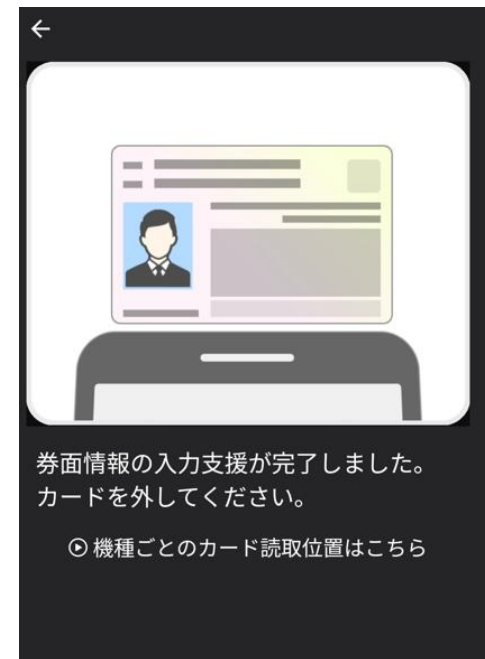 券面情報の入力支援が完了しました。
カードを外してください。
機種ごとのカード読取位置はこちら